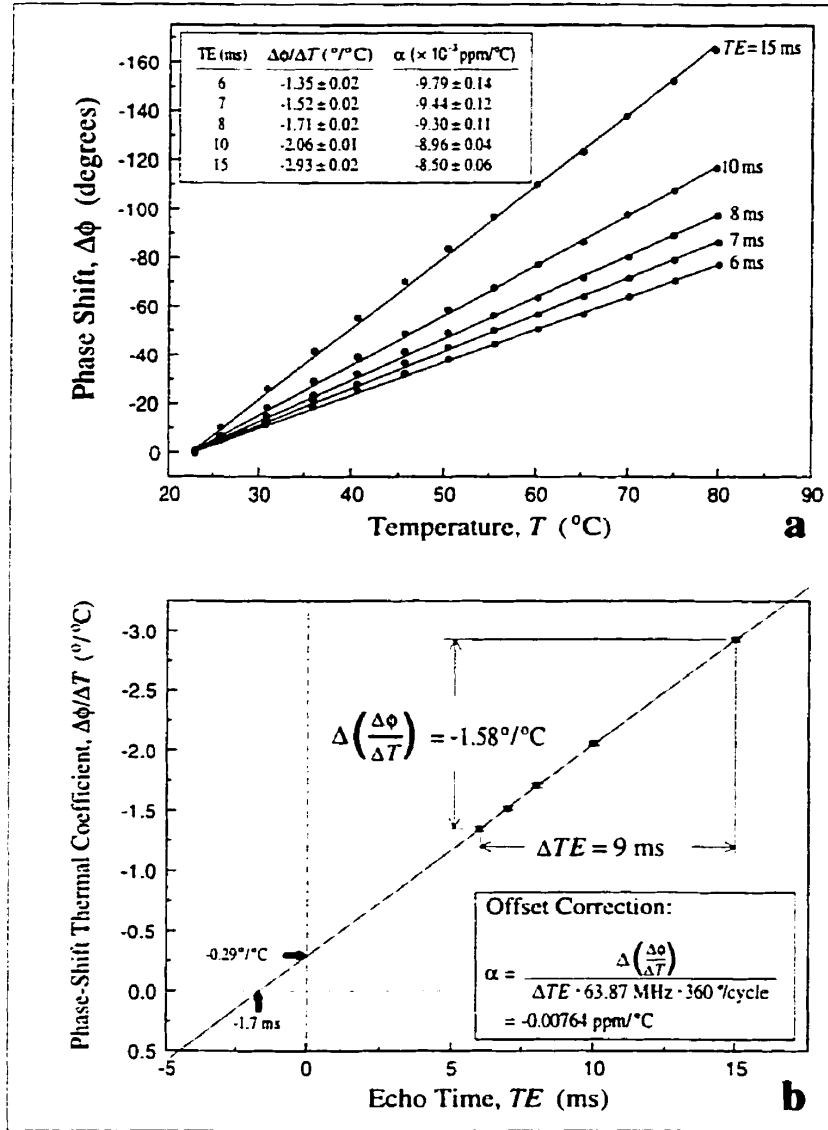 -160
-140
-120
-100
-80
-60
-40
-20
0
Phase Shift, Δϕ (degrees)
TE (ms) Δϕ/ΔT (°/°C) α (× 10⁻³ ppm/°C)
6 -1.35 ± 0.02 -9.79 ± 0.14
7 -1.52 ± 0.02 -9.44 ± 0.12
8 -1.71 ± 0.02 -9.30 ± 0.11
10 -2.06 ± 0.01 -8.96 ± 0.04
15 -2.93 ± 0.02 -8.50 ± 0.06
TE = 15 ms
10 ms
8 ms
7 ms
6 ms
20 30 40 50 60 70 80 90
Temperature, T (°C)
a
-3.0
-2.5
-2.0
-1.5
-1.0
-0.5
0.0
0.5
Phase-Shift Thermal Coefficient, Δϕ/ΔT (°/°C)
Δ(Δϕ/ΔT) = -1.58°/°C
ΔTE = 9 ms
-0.29°/°C
-1.7 ms
Offset Correction:
α = Δ(Δϕ/ΔT) / ΔTE · 63.87 MHz · 360 °/cycle
= -0.00764 ppm/°C
-5 0 5 10 15
Echo Time, TE (ms)
b